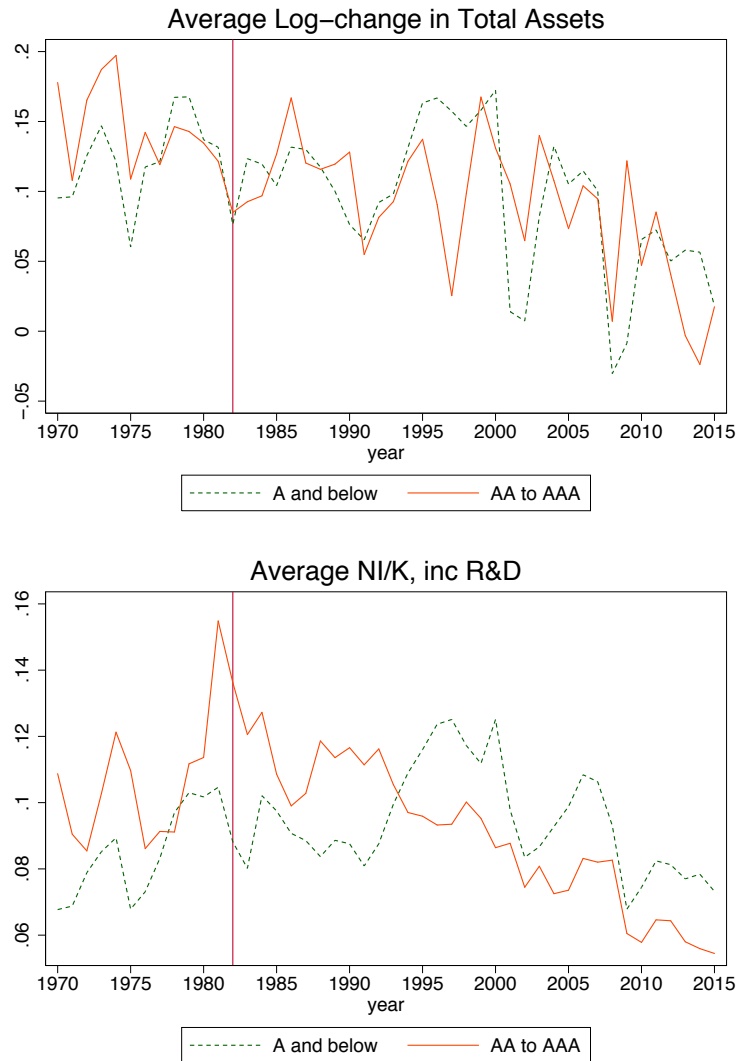 Average Log−change in Total Assets
.2
.15
.1
.05
0
−.05
1970 1975 1980 1985 1990 1995 2000 2005 2010 2015
year
A and below AA to AAA
Average NI/K, inc R&D
.16
.14
.12
.1
.08
.06
1970 1975 1980 1985 1990 1995 2000 2005 2010 2015
year
A and below AA to AAA